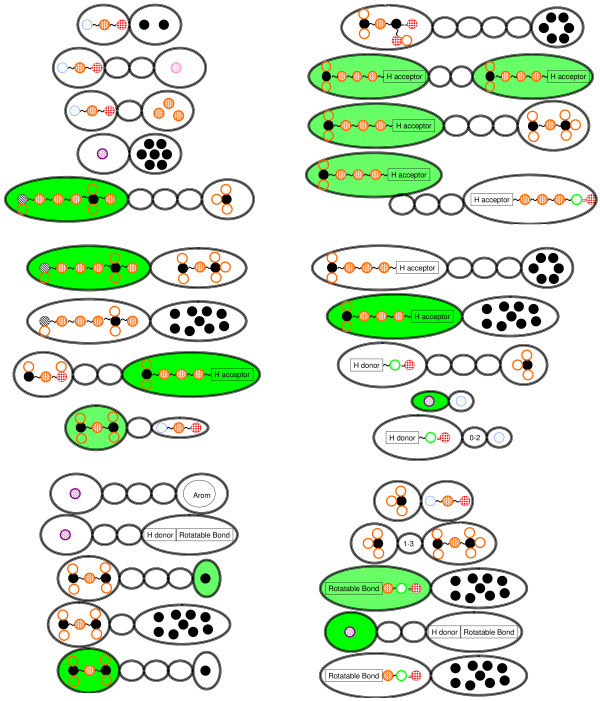 H acceptor
H acceptor
H acceptor
H acceptor
H acceptor
H acceptor
H acceptor
H acceptor
H donor
H donor
0-2
Arom
H donor Rotatable Bond
1-3
Rotatable Bond
H donor Rotatable Bond
Rotatable Bond